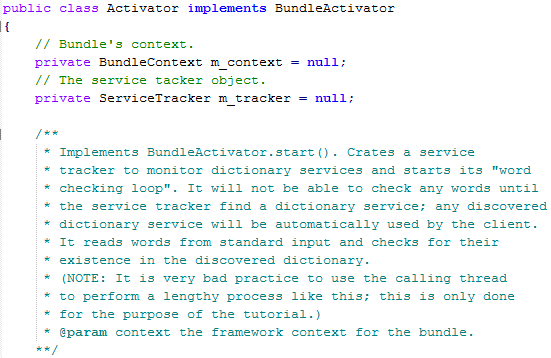 public class Activator implements BundleActivator
{
// Bundle's context.
private BundleContext m_context = null;
// The service tacker object.
private ServiceTracker m_tracker = null;
/**
* Implements BundleActivator.start(). Crates a service
* tracker to monitor dictionary services and starts its "word
* checking loop". It will not be able to check any words until
* the service tracker find a dictionary service; any discovered
* dictionary service will be automatically used by the client.
* It reads words from standard input and checks for their
* existence in the discovered dictionary.
* (NOTE: It is very bad practice to use the calling thread
* to perform a lengthy process like this; this is only done
* for the purpose of the tutorial.)
* @param context the framework context for the bundle.
**/